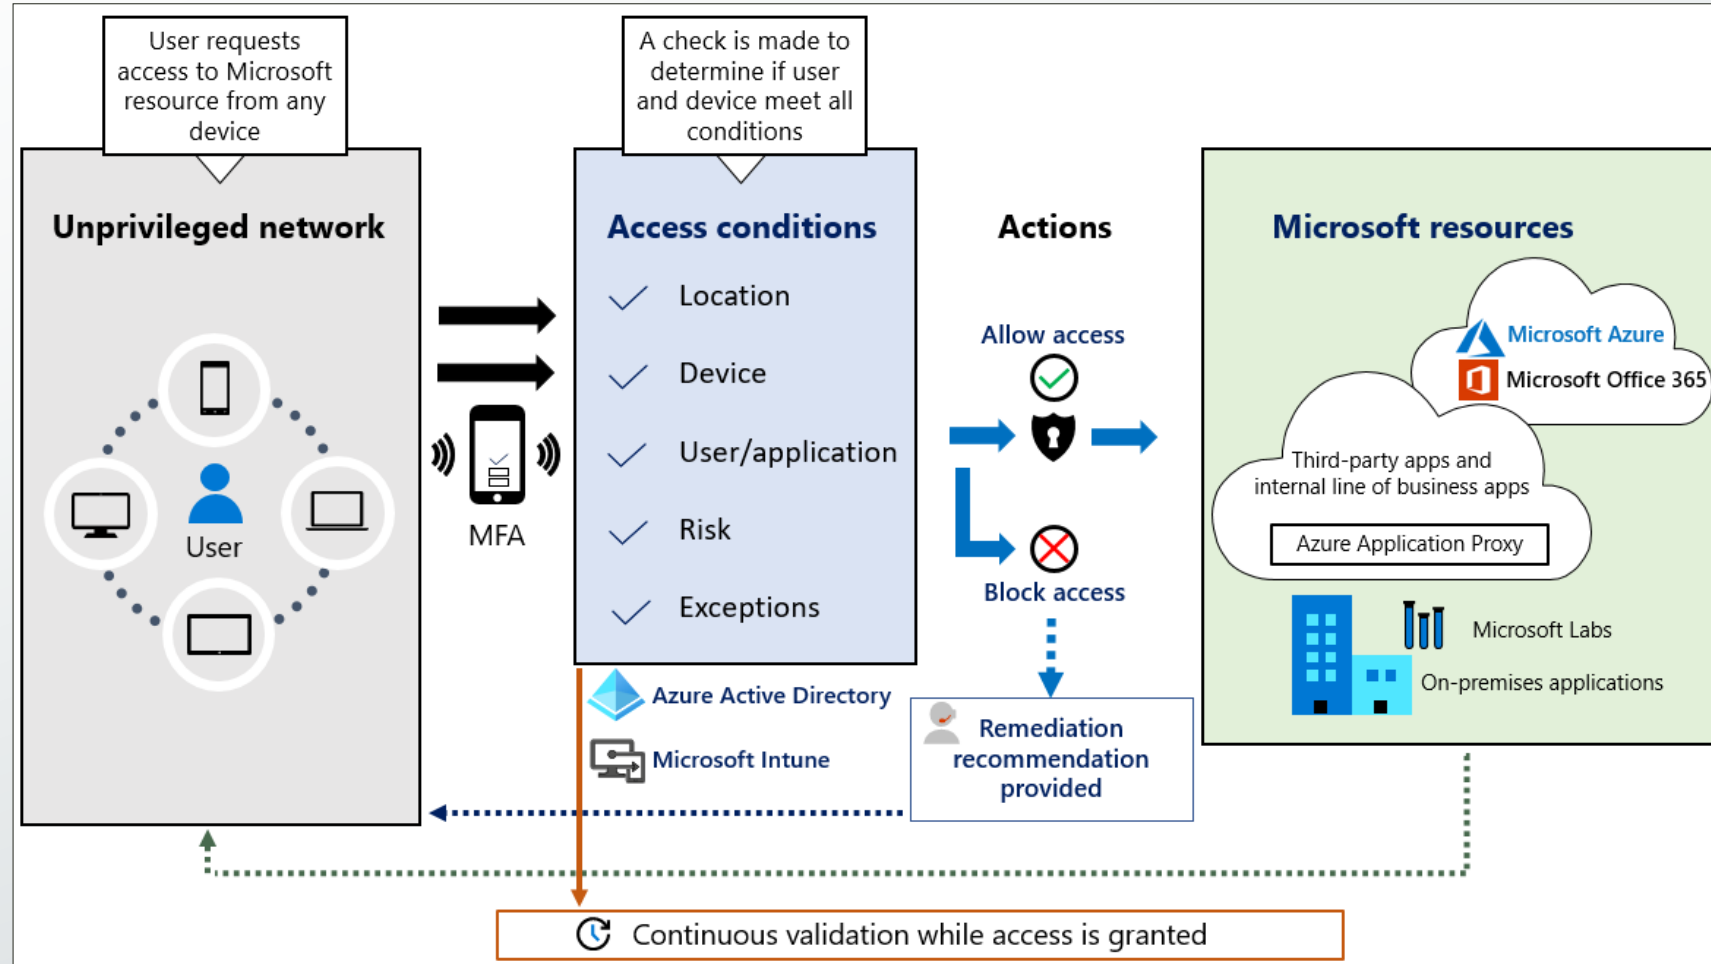 User requests
access to Microsoft
resource from any
device
A check is made to
determine if user
and device meet all
conditions
Unprivileged network
User
MFA
Access conditions
Location
Device
User/application
Risk
Exceptions
Azure Active Directory
Microsoft Intune
Actions
Allow access
Block access
Remediation
recommendation
provided
Microsoft resources
Microsoft Azure
Microsoft Office 365
Third-party apps and
internal line of business apps
Azure Application Proxy
Microsoft Labs
On-premises applications
Continuous validation while access is granted